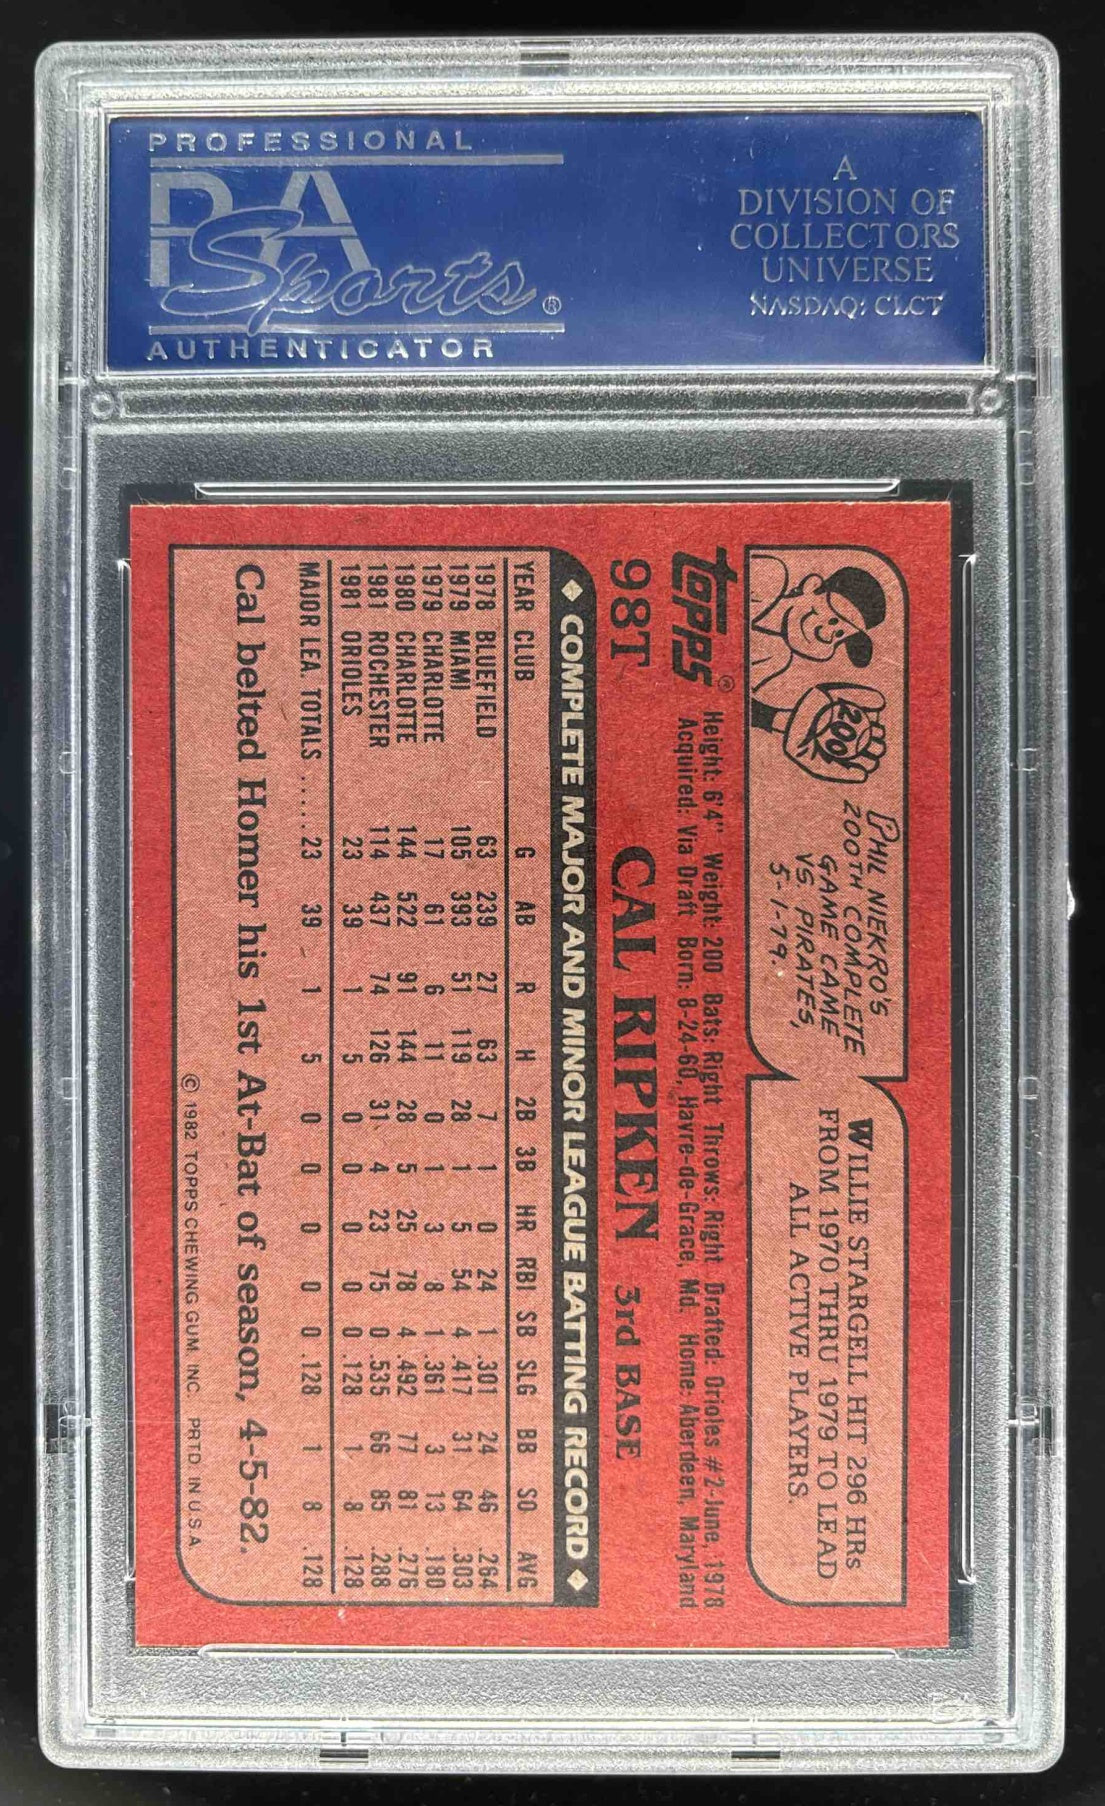 PROFESSIONAL
PSA
Sports®
AUTHENTICATOR
A
DIVISION OF
COLLECTORS
UNIVERSE
NASDAQ: CLCT
200
PHIL NIEKRO'S
200TH COMPLETE
GAME CAME
VS. PIRATES,
5-1-79.
WILLIE STARGELL HIT 296 HRs
FROM 1970 THRU 1979 TO LEAD
ALL ACTIVE PLAYERS.
topps®
Height: 6'4" Weight: 200 Bats: Right Throws: Right Drafted: Orioles #2-June, 1978
Acquired: Via Draft Born: 8-24-60, Havre-de-Grace, Md. Home: Aberdeen, Maryland
98T CAL RIPKEN 3rd BASE
COMPLETE MAJOR AND MINOR LEAGUE BATTING RECORD
YEAR CLUB G AB R H 2B 3B HR RBI SB SLG BB SO AVG
1978 BLUEFIELD 63 239 27 63 7 1 0 24 1 .301 24 46 .264
1979 MIAMI 105 393 51 119 28 1 5 54 4 .417 31 64 .303
1979 CHARLOTTE 17 61 6 11 0 1 3 8 1 .361 3 13 .180
1980 CHARLOTTE 144 522 91 144 28 5 25 78 4 .492 77 81 .276
1981 ROCHESTER 114 437 74 126 31 4 23 75 0 .535 66 85 .288
1981 ORIOLES 23 39 1 5 0 0 0 0 0 .128 1 8 .128
MAJOR LEA. TOTALS .....23 39 1 5 0 0 0 0 0 .128 1 8 .128
Cal belted Homer his 1st At-Bat of season, 4-5-82.
© 1982 TOPPS CHEWING GUM, INC. PRTD. IN U.S.A.